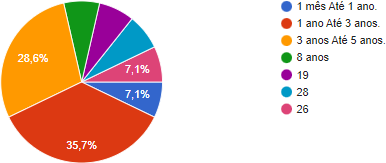 28,6%
7,1%
7,1%
35,7%
1 mês Até 1 ano.
1 ano Até 3 anos.
3 anos Até 5 anos.
8 anos
19
28
26